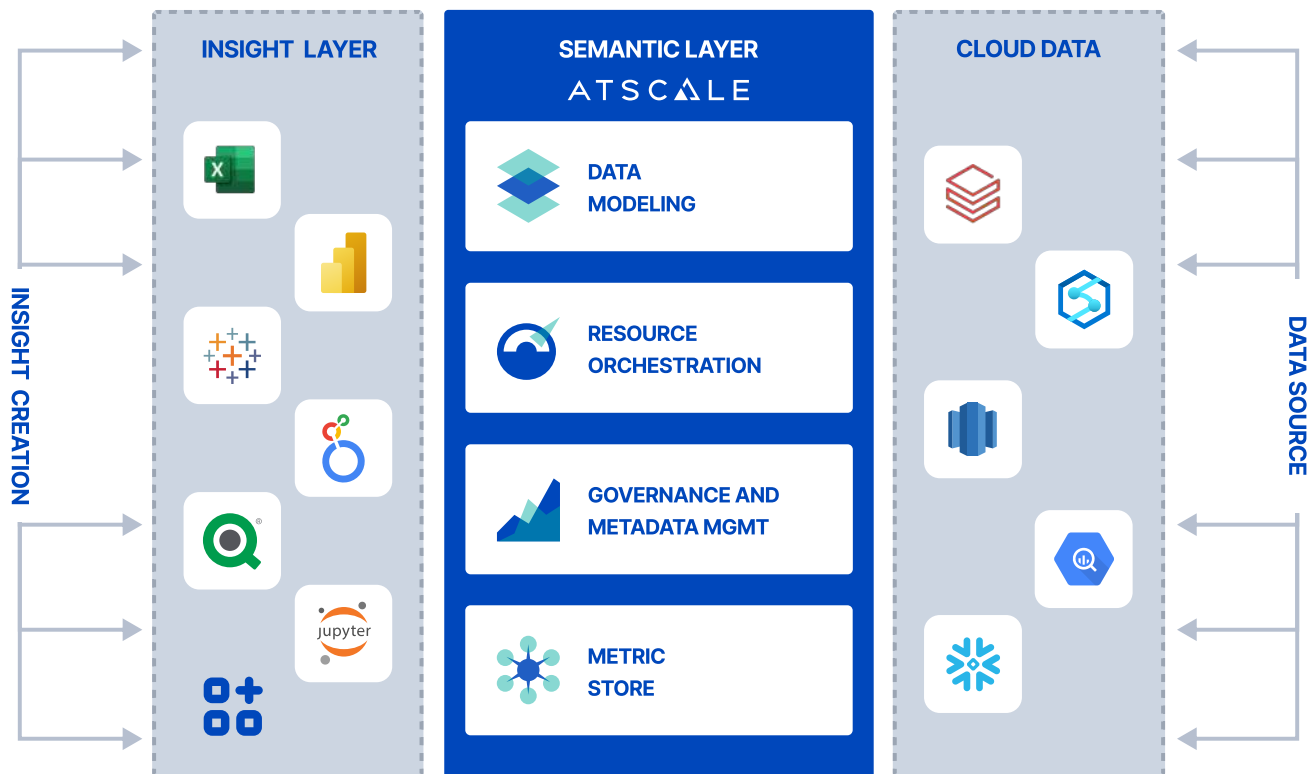 INSIGHT LAYER
SEMANTIC LAYER
ATSCALE
CLOUD DATA
INSIGHT CREATION
X
®
jupyter
DATA
MODELING
RESOURCE
ORCHESTRATION
GOVERNANCE AND
METADATA MGMT
METRIC
STORE
DATA SOURCE